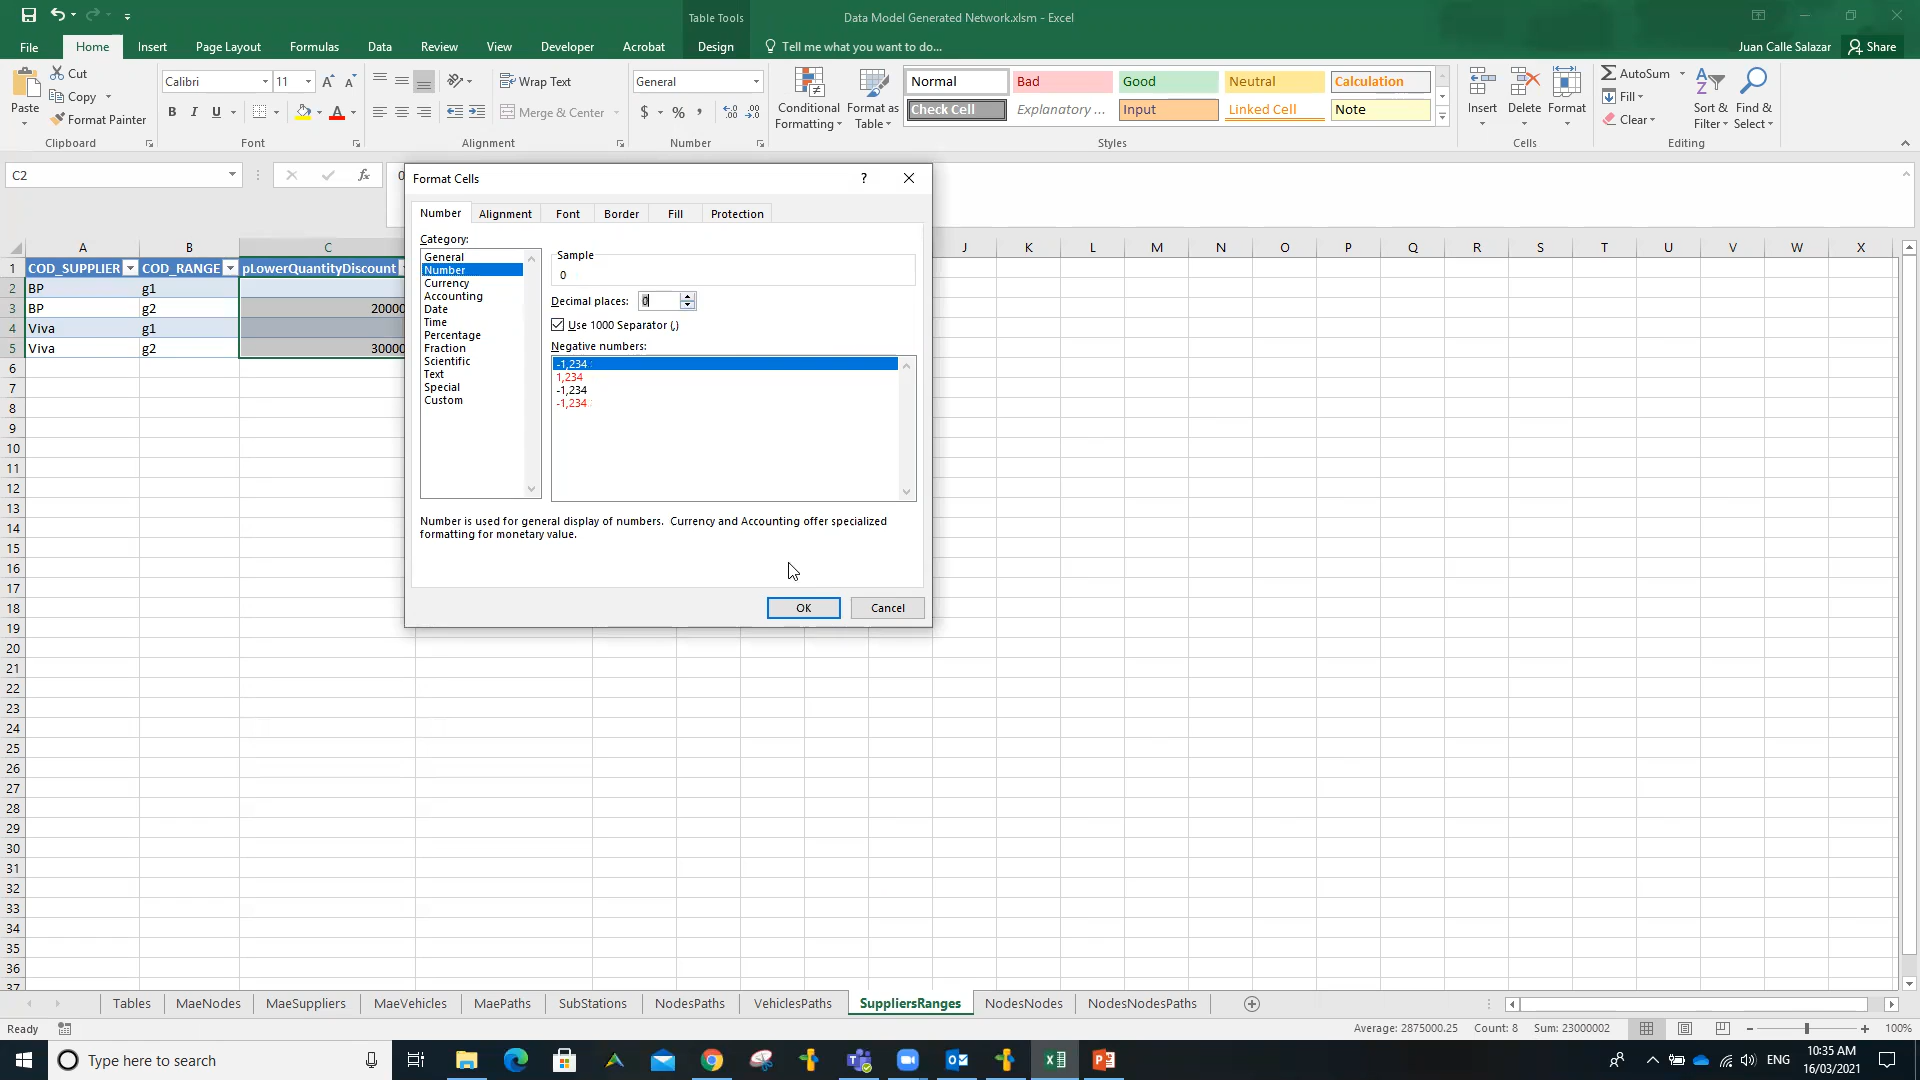 Table Tools
Data Model Generated Network.xlsm - Excel
File
Home
Insert
Page Layout
Formulas
Data
Review
View
Developer
Acrobat
Design
Tell me what you want to do...
Juan Calle Salazar
Share
Paste
Cut
Copy
Format Painter
Clipboard
Calibri
11
B I U
Font
Wrap Text
Merge & Center
Alignment
General
$ % ,
Number
Conditional Formatting
Format as Table
Normal
Bad
Good
Neutral
Calculation
Check Cell
Explanatory ...
Input
Linked Cell
Note
Styles
Insert
Delete
Format
Cells
AutoSum
Fill
Clear
Sort & Filter
Find & Select
Editing
C2
fx
Format Cells
?
Number
Alignment
Font
Border
Fill
Protection
Category:
General
Number
Currency
Accounting
Date
Time
Percentage
Fraction
Scientific
Text
Special
Custom
Sample
0
Decimal places: 0
Use 1000 Separator (,)
Negative numbers:
-1,234
1,234
-1,234
-1,234
Number is used for general display of numbers. Currency and Accounting offer specialized
formatting for monetary value.
OK
Cancel
A B C J K L M N O P Q R S T U V W X
1 COD_SUPPLIER COD_RANGE pLowerQuantityDiscount
2 BP g1
3 BP g2 20000
4 Viva g1
5 Viva g2 30000
6
7
8
9
10
11
12
13
14
15
16
17
18
19
20
21
22
23
24
25
26
27
28
29
30
31
32
33
34
35
36
37
Tables
MaeNodes
MaeSuppliers
MaeVehicles
MaePaths
SubStations
NodesPaths
VehiclesPaths
SuppliersRanges
NodesNodes
NodesNodesPaths
Ready
Average: 2875000.25
Count: 8
Sum: 23000002
100%
Type here to search
ENG
10:35 AM
16/03/2021